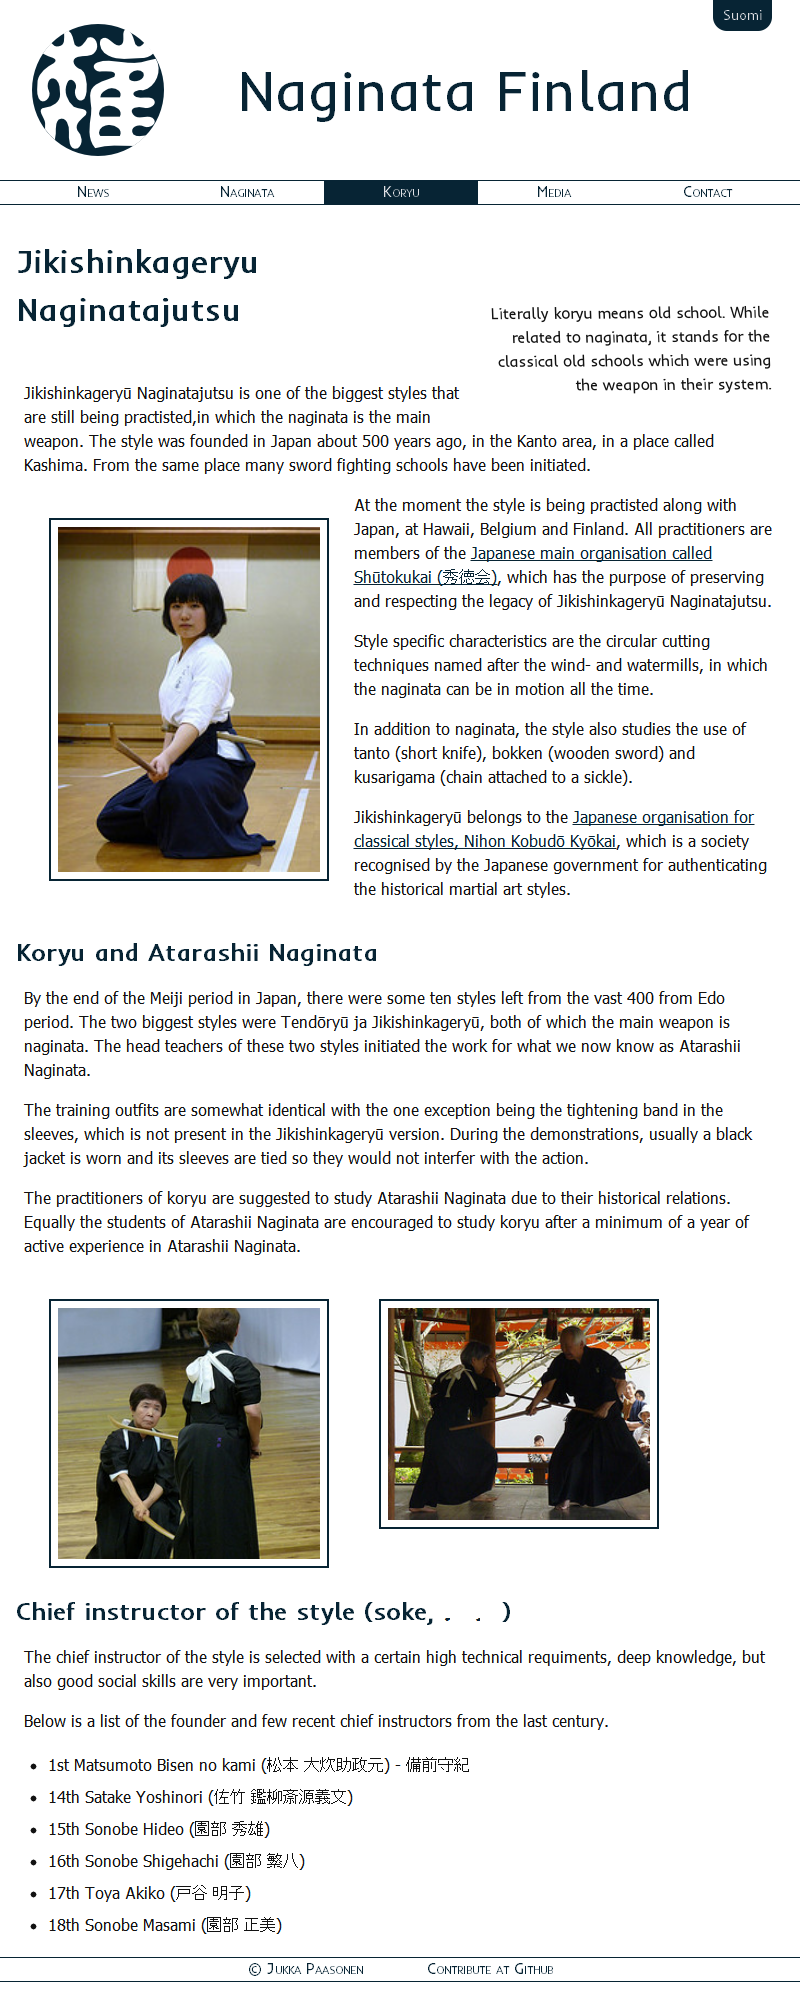 Suomi
Naginata Finland
News Naginata Koryu Media Contact
Jikishinkageryu
Naginatajutsu
Literally koryu means old school. While
related to naginata, it stands for the
classical old schools which were using
the weapon in their system.
Jikishinkageryū Naginatajutsu is one of the biggest styles that
are still being practisted,in which the naginata is the main
weapon. The style was founded in Japan about 500 years ago, in the Kanto area, in a place called
Kashima. From the same place many sword fighting schools have been initiated.
At the moment the style is being practisted along with
Japan, at Hawaii, Belgium and Finland. All practitioners are
members of the Japanese main organisation called
Shūtokukai (秀徳会), which has the purpose of preserving
and respecting the legacy of Jikishinkageryū Naginatajutsu.
Style specific characteristics are the circular cutting
techniques named after the wind- and watermills, in which
the naginata can be in motion all the time.
In addition to naginata, the style also studies the use of
tanto (short knife), bokken (wooden sword) and
kusarigama (chain attached to a sickle).
Jikishinkageryū belongs to the Japanese organisation for
classical styles, Nihon Kobudō Kyōkai, which is a society
recognised by the Japanese government for authenticating
the historical martial art styles.
Koryu and Atarashii Naginata
By the end of the Meiji period in Japan, there were some ten styles left from the vast 400 from Edo
period. The two biggest styles were Tendōryū ja Jikishinkageryū, both of which the main weapon is
naginata. The head teachers of these two styles initiated the work for what we now know as Atarashii
Naginata.
The training outfits are somewhat identical with the one exception being the tightening band in the
sleeves, which is not present in the Jikishinkageryū version. During the demonstrations, usually a black
jacket is worn and its sleeves are tied so they would not interfer with the action.
The practitioners of koryu are suggested to study Atarashii Naginata due to their historical relations.
Equally the students of Atarashii Naginata are encouraged to study koryu after a minimum of a year of
active experience in Atarashii Naginata.
Chief instructor of the style (soke, . . )
The chief instructor of the style is selected with a certain high technical requiments, deep knowledge, but
also good social skills are very important.
Below is a list of the founder and few recent chief instructors from the last century.
• 1st Matsumoto Bisen no kami (松本 大炊助政元) - 備前守紀
• 14th Satake Yoshinori (佐竹 鑑柳斎源義文)
• 15th Sonobe Hideo (園部 秀雄)
• 16th Sonobe Shigehachi (園部 繁八)
• 17th Toya Akiko (戸谷 明子)
• 18th Sonobe Masami (園部 正美)
© Jukka Paasonen Contribute at Github